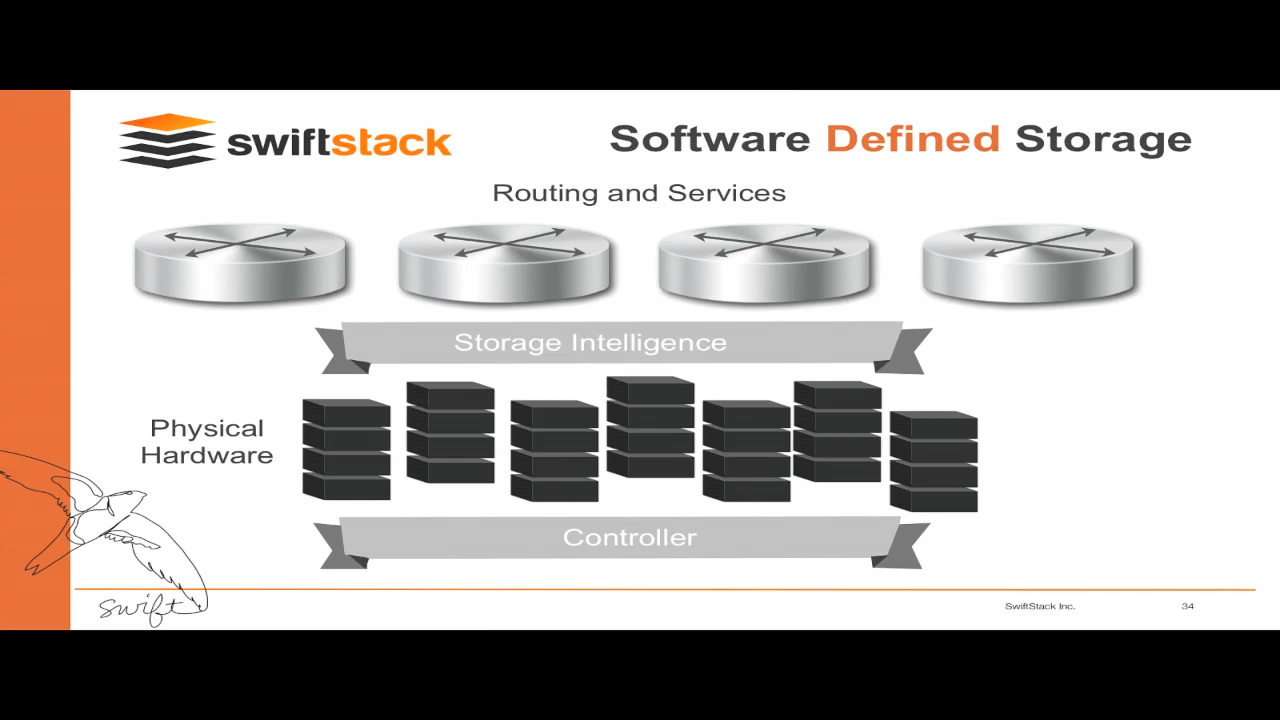 swiftstack
Software Defined Storage
Routing and Services
Storage Intelligence
Physical
Hardware
Controller
swift
SwiftStack Inc.
34